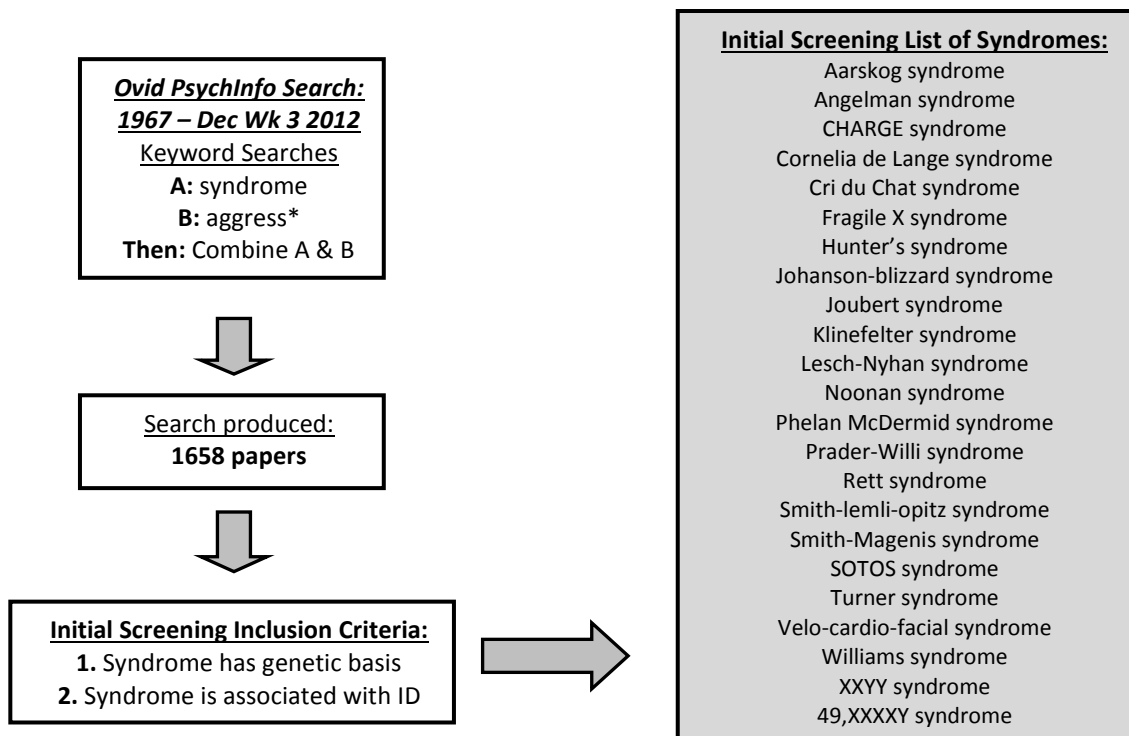 Ovid PsychInfo Search:
1967 – Dec Wk 3 2012
Keyword Searches
A: syndrome
B: aggress*
Then: Combine A & B
Search produced:
1658 papers
Initial Screening Inclusion Criteria:
1. Syndrome has genetic basis
2. Syndrome is associated with ID
Initial Screening List of Syndromes:
Aarskog syndrome
Angelman syndrome
CHARGE syndrome
Cornelia de Lange syndrome
Cri du Chat syndrome
Fragile X syndrome
Hunter’s syndrome
Johanson-blizzard syndrome
Joubert syndrome
Klinefelter syndrome
Lesch-Nyhan syndrome
Noonan syndrome
Phelan McDermid syndrome
Prader-Willi syndrome
Rett syndrome
Smith-lemli-opitz syndrome
Smith-Magenis syndrome
SOTOS syndrome
Turner syndrome
Velo-cardio-facial syndrome
Williams syndrome
XXYY syndrome
49,XXXXY syndrome